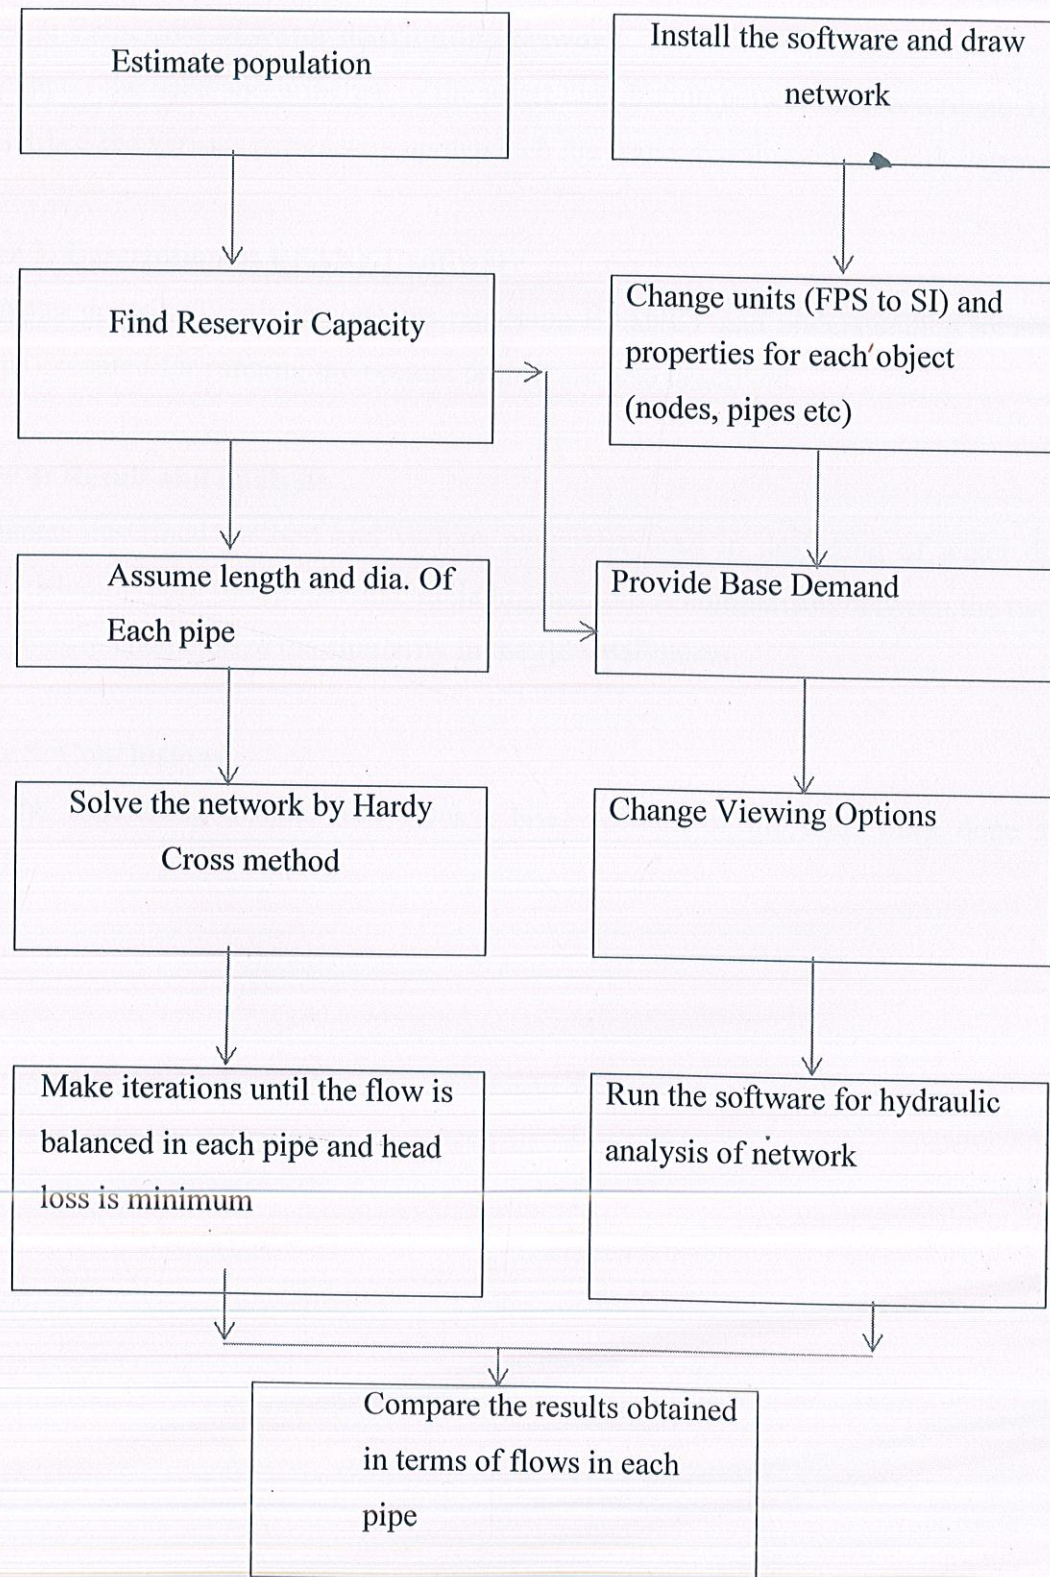 Estimate population
Install the software and draw
network
Find Reservoir Capacity
Change units (FPS to SI) and
properties for each object
(nodes, pipes etc)
Assume length and dia. Of
Each pipe
Provide Base Demand
Solve the network by Hardy
Cross method
Change Viewing Options
Make iterations until the flow is
balanced in each pipe and head
loss is minimum
Run the software for hydraulic
analysis of network
Compare the results obtained
in terms of flows in each
pipe